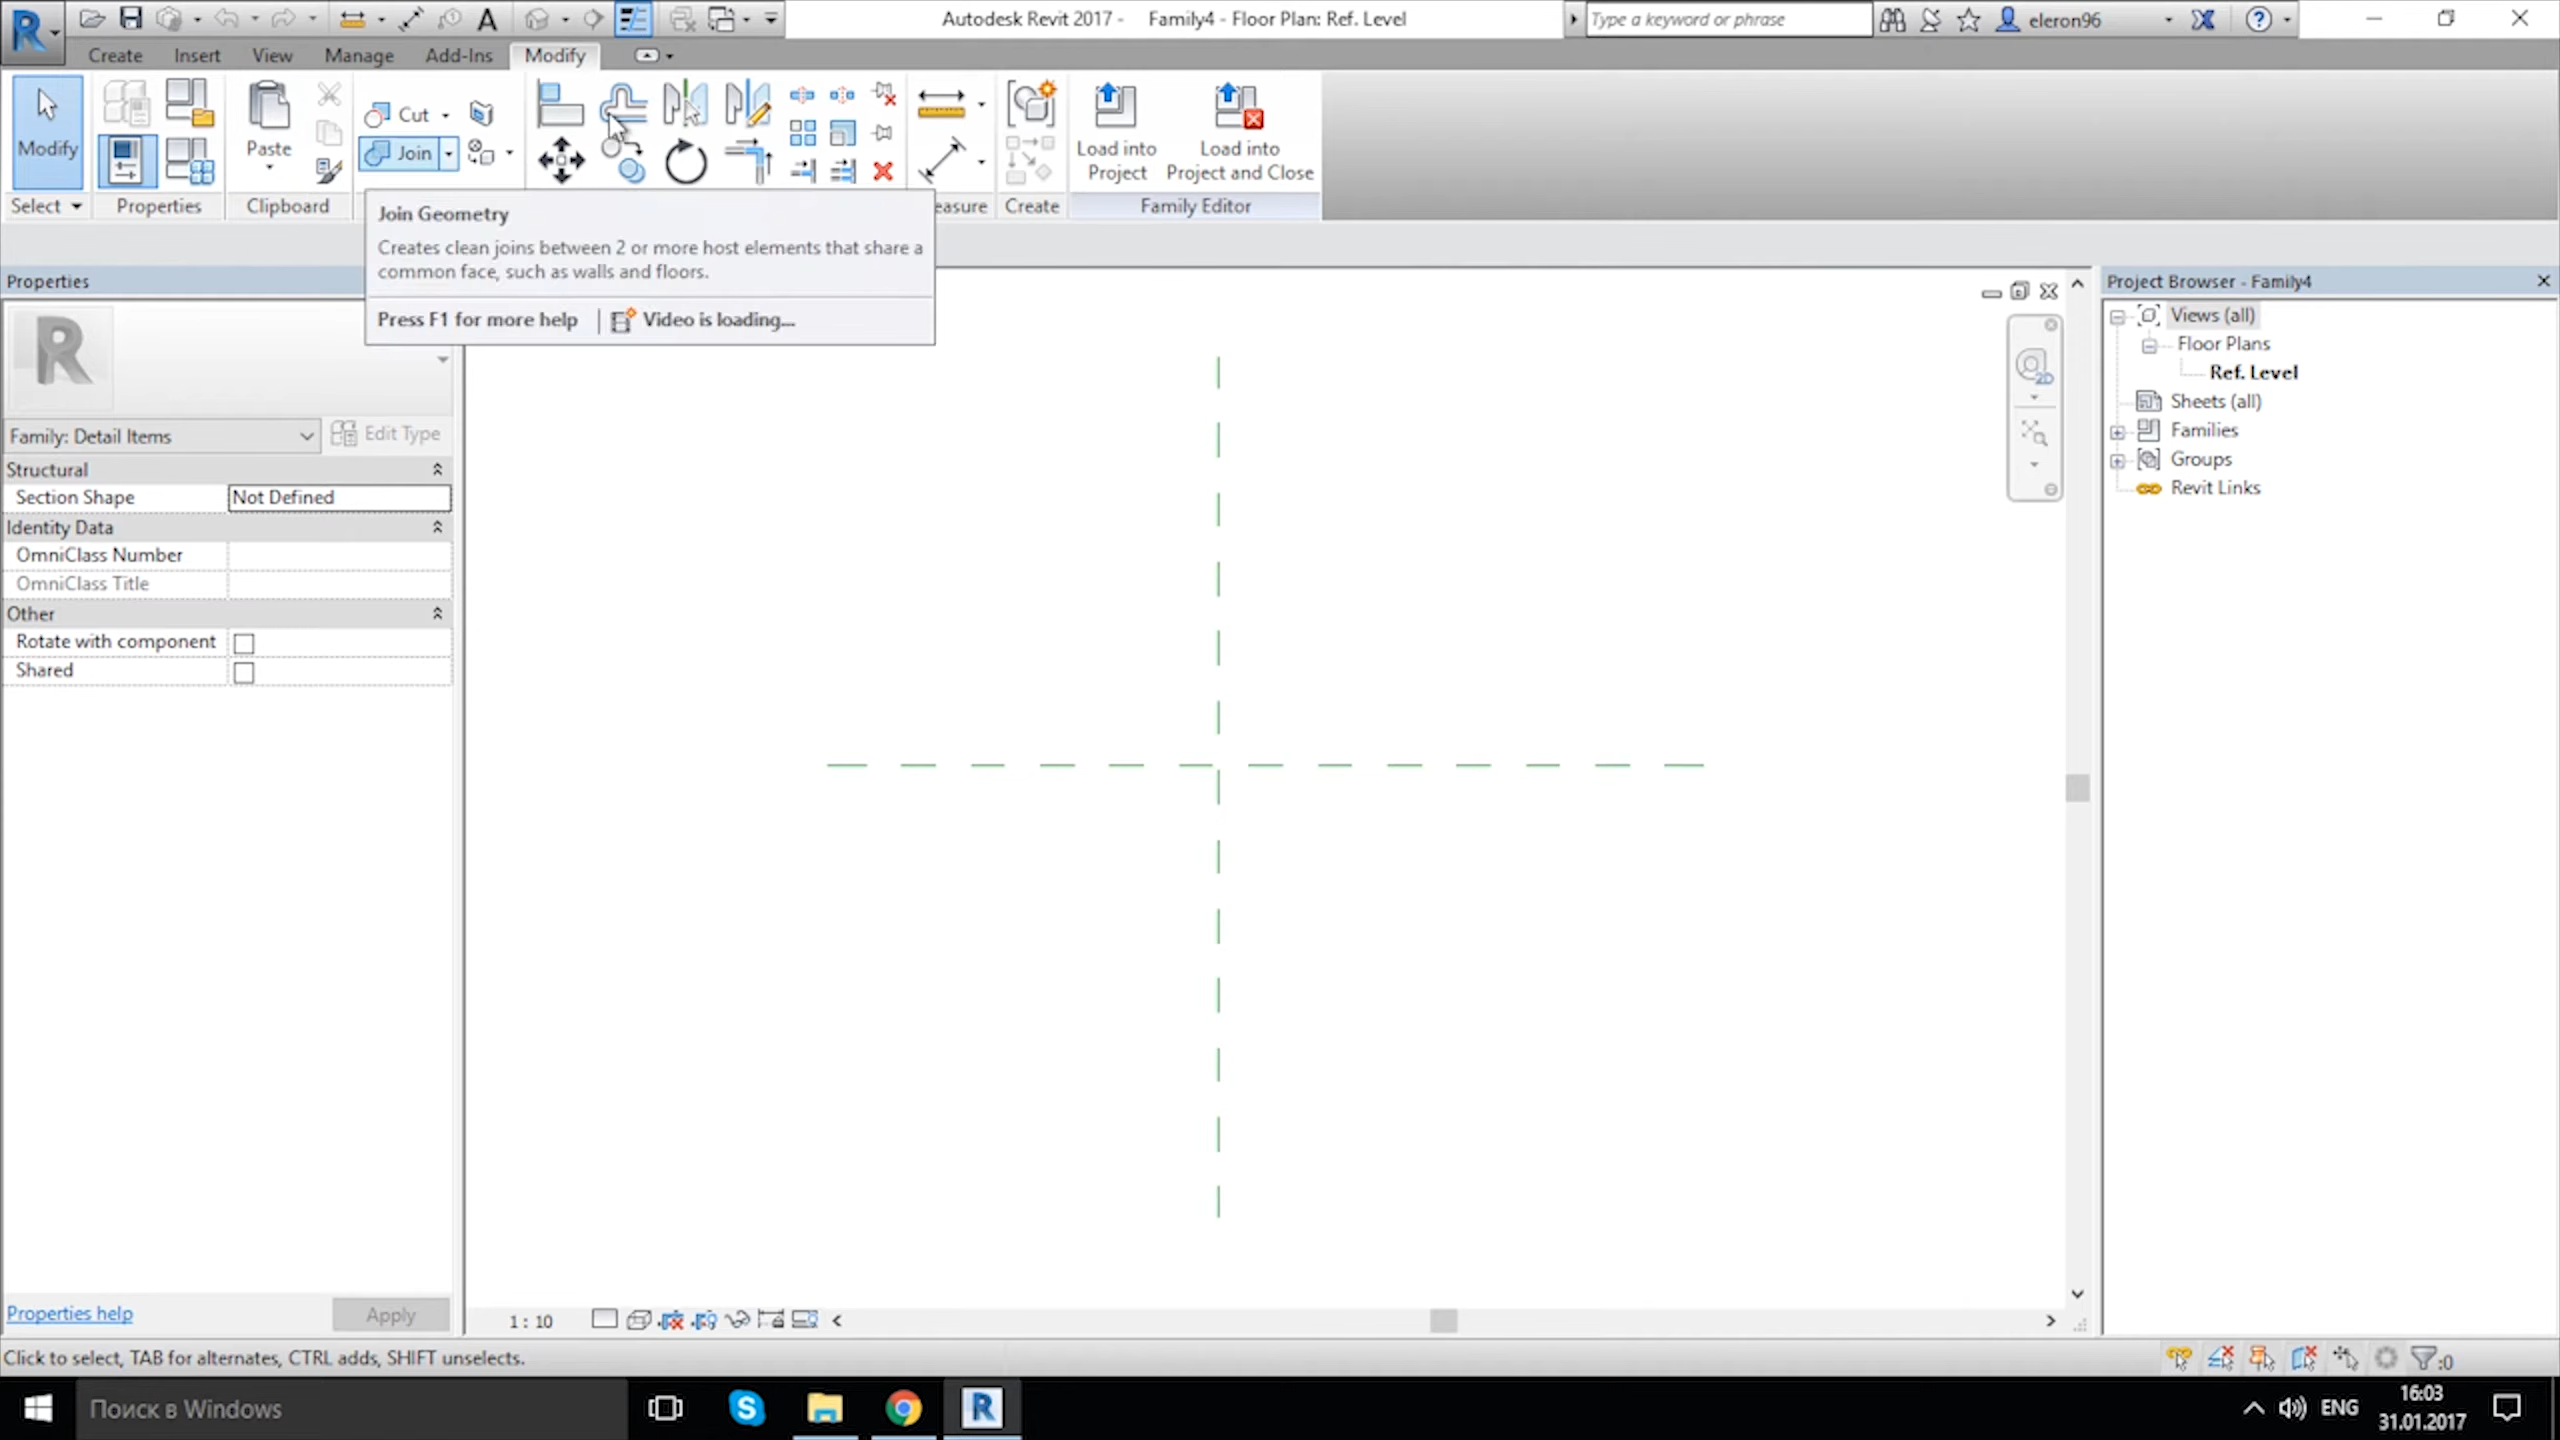 Autodesk Revit 2017 -    Family4 - Floor Plan: Ref. Level
Type a keyword or phrase
eleron96
Create
Insert
View
Manage
Add-Ins
Modify
Modify
Paste
Cut
Join
Load into
Project
Load into
Project and Close
Select
Properties
Clipboard
easure
Create
Family Editor
Join Geometry
Creates clean joins between 2 or more host elements that share a
common face, such as walls and floors.
Press F1 for more help
Video is loading...
Properties
Family: Detail Items
Edit Type
Structural
Section Shape
Not Defined
Identity Data
OmniClass Number
OmniClass Title
Other
Rotate with component
Shared
Properties help
Apply
2D
Project Browser - Family4
Views (all)
Floor Plans
Ref. Level
Sheets (all)
Families
Groups
Revit Links
1 : 10
Click to select, TAB for alternates, CTRL adds, SHIFT unselects.
:0
Поиск в Windows
ENG
16:03
31.01.2017